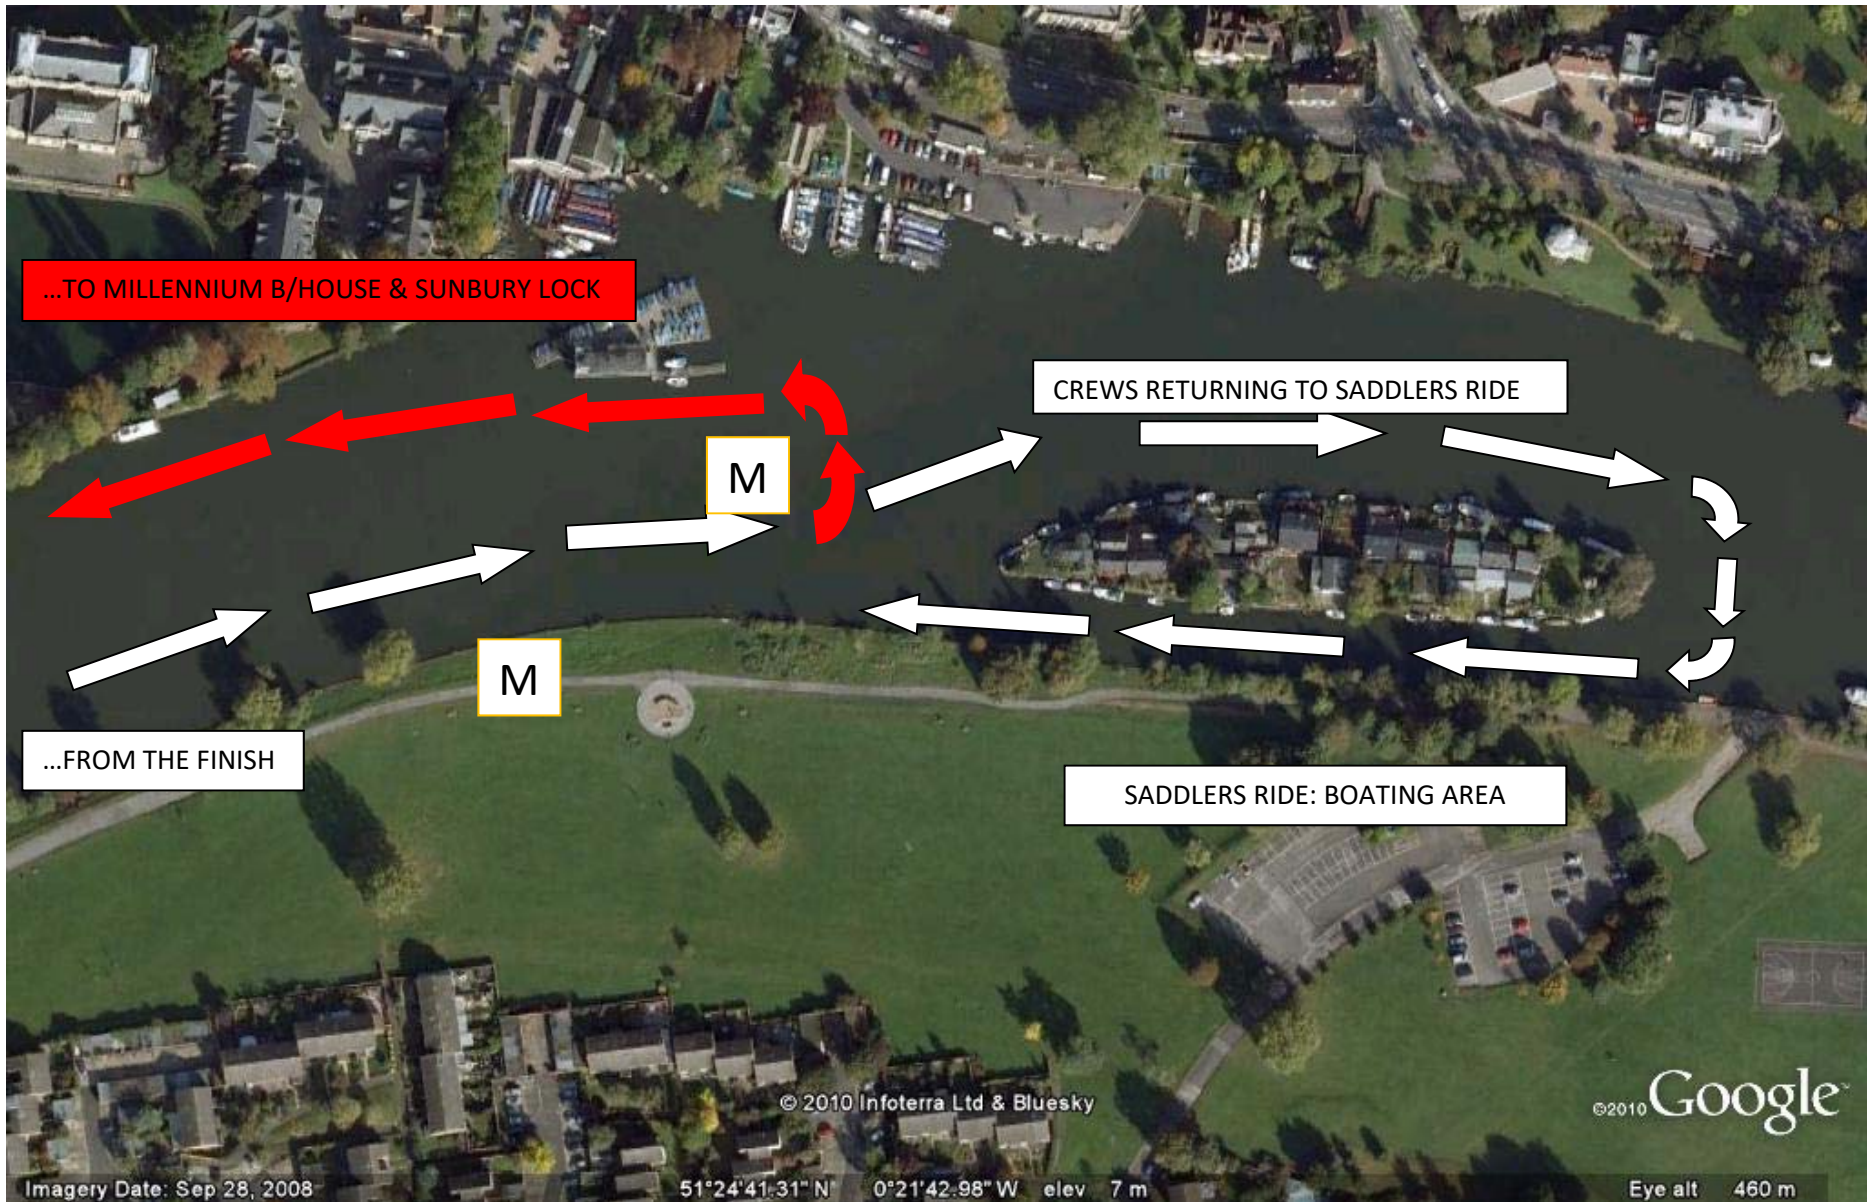 ...TO MILLENNIUM B/HOUSE & SUNBURY LOCK
CREWS RETURNING TO SADDLERS RIDE
M
M
...FROM THE FINISH
SADDLERS RIDE: BOATING AREA
© 2010 Infoterra Ltd & Bluesky
©2010 Google
Imagery Date: Sep 28, 2008
51°24'41.31" N 0°21'42.98" W elev 7 m
Eye alt 460 m